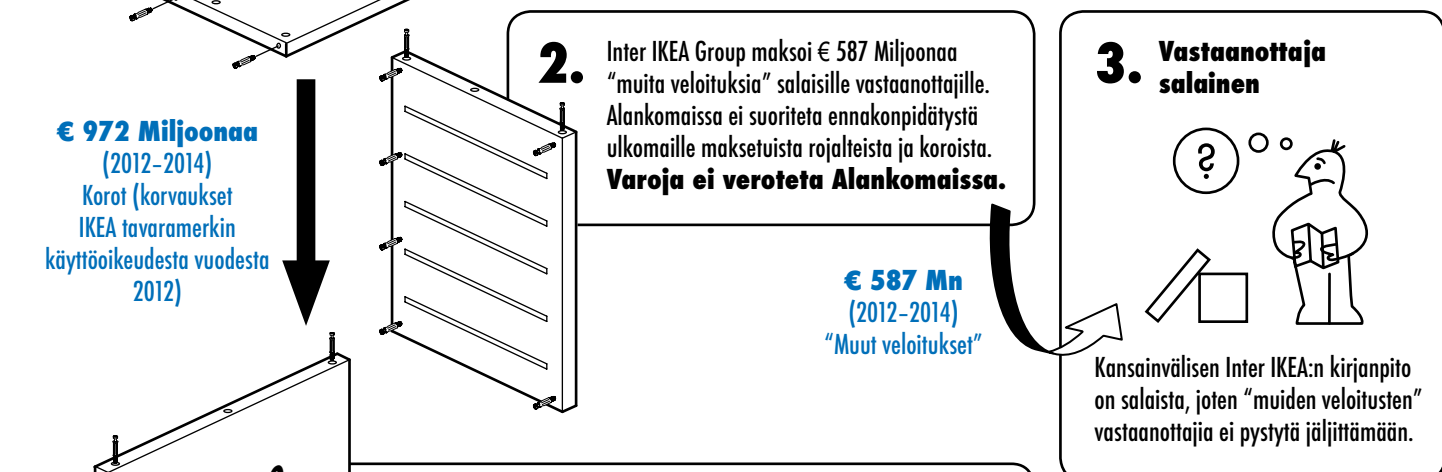 € 972 Miljoonaa
(2012–2014)
Korot (korvaukset
IKEA tavaramerkin
käyttöoikeudesta vuodesta
2012)
2.
Inter IKEA Group maksoi € 587 Miljoonaa
“muita veloituksia” salaisille vastaanottajille.
Alankomaissa ei suoriteta ennakonpidätystä
ulkomaille maksetuista rojalteista ja koroista.
Varoja ei veroteta Alankomaissa.
€ 587 Mn
(2012–2014)
“Muut veloitukset”
3.
Vastaanottaja
salainen
?
Kansainvälisen Inter IKEA:n kirjanpito
on salaista, joten “muiden veloitusten”
vastaanottajia ei pystytä jäljittämään.